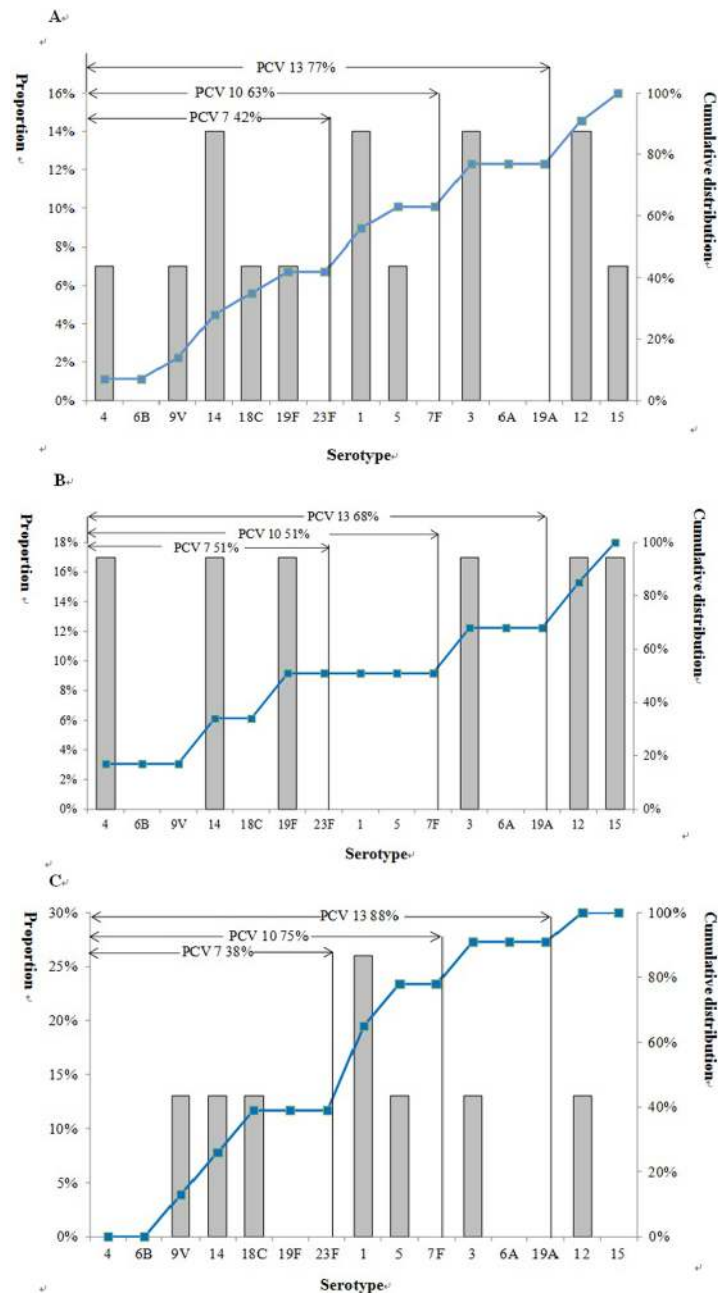 A
PCV 13 77%
PCV 10 63%
PCV 7 42%
Proportion
16%
14%
12%
10%
8%
6%
4%
2%
0%
100%
80%
60%
40%
20%
0%
Cumulative distribution
4 6B 9V 14 18C 19F 23F 1 5 7F 3 6A 19A 12 15
Serotype
B
PCV 13 68%
PCV 10 51%
PCV 7 51%
Proportion
18%
16%
14%
12%
10%
8%
6%
4%
2%
0%
100%
80%
60%
40%
20%
0%
Cumulative distribution
4 6B 9V 14 18C 19F 23F 1 5 7F 3 6A 19A 12 15
Serotype
C
PCV 13 88%
PCV 10 75%
PCV 7 38%
Proportion
30%
25%
20%
15%
10%
5%
0%
100%
80%
60%
40%
20%
0%
Cumulative distribution
4 6B 9V 14 18C 19F 23F 1 5 7F 3 6A 19A 12 15
Serotype